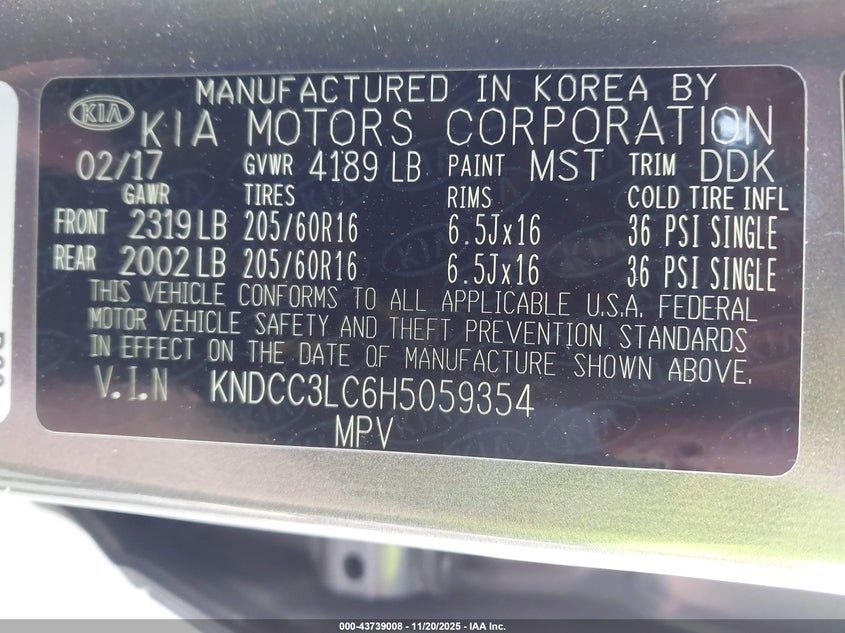 MANUFACTURED IN KOREA BY
KIA KIA MOTORS CORPORATION
02/17 GVWR 4189 LB PAINT MST TRIM DDK
GAWR TIRES RIMS COLD TIRE INFL
FRONT 2319 LB 205/60R16 6.5Jx16 36 PSI SINGLE
REAR 2002 LB 205/60R16 6.5Jx16 36 PSI SINGLE
THIS VEHICLE CONFORMS TO ALL APPLICABLE U.S.A. FEDERAL
MOTOR VEHICLE SAFETY AND THEFT PREVENTION STANDARDS
IN EFFECT ON THE DATE OF MANUFACTURE SHOWN ABOVE.
V.I.N KNDCC3LC6H5059354
MPV
000-43739008 - 11/20/2025 - IAA Inc.